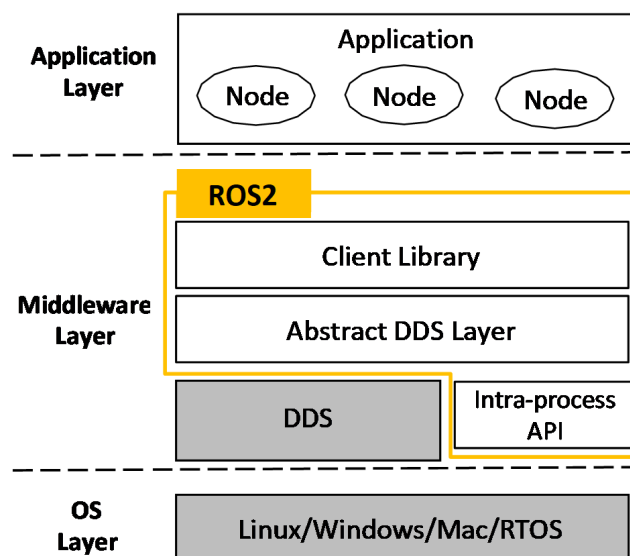 Application
Layer
Application
Node
Node
Node
ROS2
Middleware
Layer
Client Library
Abstract DDS Layer
DDS
Intra-process
API
OS
Layer
Linux/Windows/Mac/RTOS